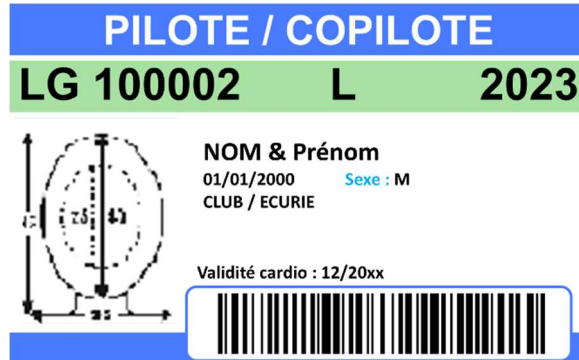 PILOTE / COPILOTE
LG 100002 L 2023
NOM & Prénom
01/01/2000 Sexe : M
CLUB / ECURIE
Validité cardio : 12/20xx